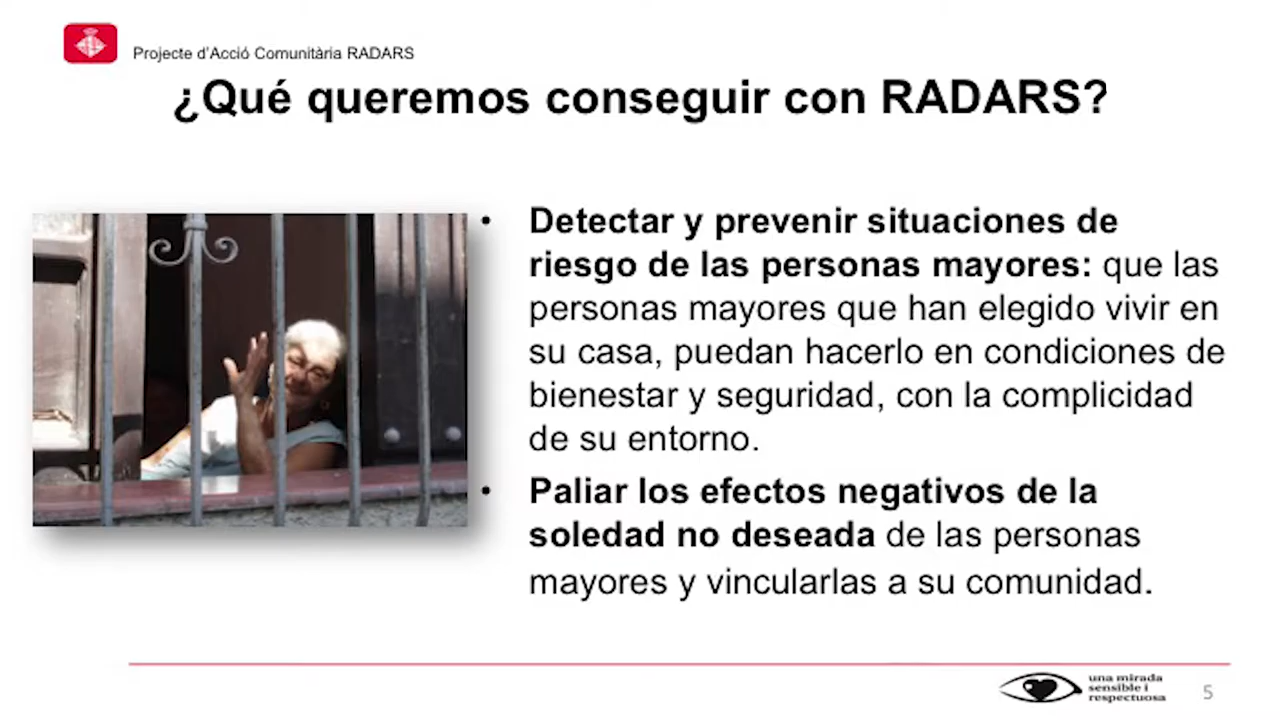 Projecte d'Acció Comunitària RADARS
¿Qué queremos conseguir con RADARS?
• Detectar y prevenir situaciones de
riesgo de las personas mayores: que las
personas mayores que han elegido vivir en
su casa, puedan hacerlo en condiciones de
bienestar y seguridad, con la complicidad
de su entorno.
• Paliar los efectos negativos de la
soledad no deseada de las personas
mayores y vincularlas a su comunidad.
una mirada
sensible i
respectuosa
5